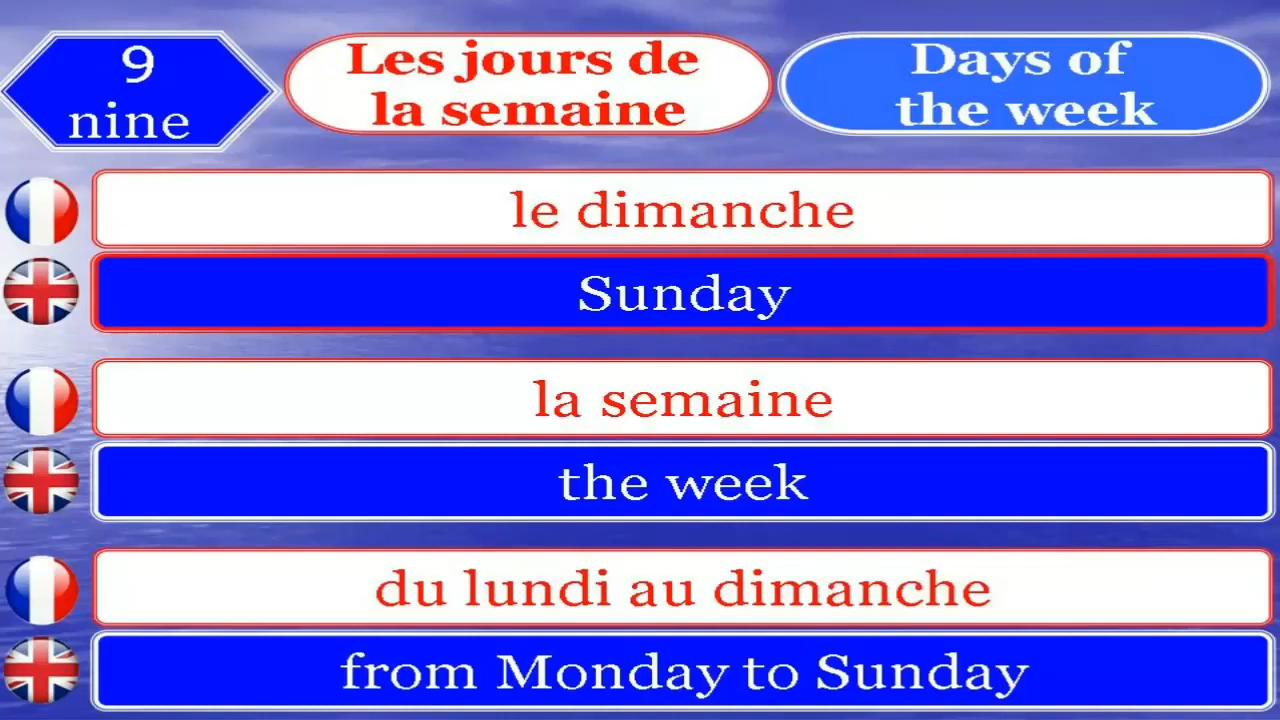 9
nine
Les jours de
la semaine
Days of
the week
le dimanche
Sunday
la semaine
the week
du lundi au dimanche
from Monday to Sunday